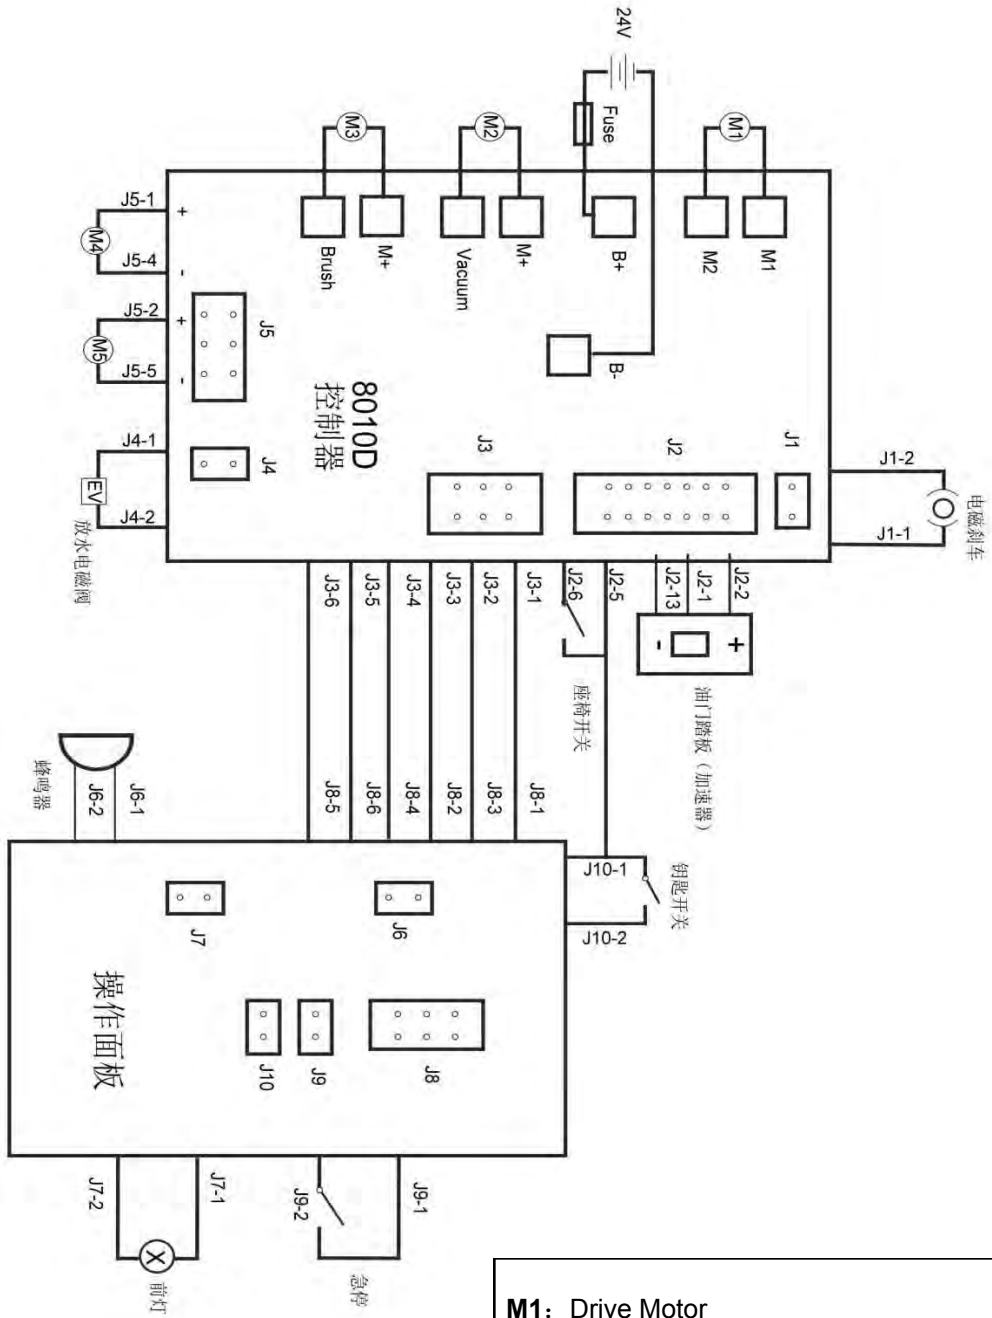 24V
Fuse
M3
M2
M1
J5-1
M4
J5-4
J5-2
M5
J5-5
J4-1
EV
J4-2
放水电磁阀
+
-
+
-
Brush
M+
Vacuum
M+
B+
M2
M1
B-
J5
J4
8010D
控制器
J3
J2
J1
J1-2
J1-1
电磁刹车
J3-6
J3-5
J3-4
J3-3
J3-2
J3-1
J2-6
J2-5
J2-13
J2-1
J2-2
- +
座椅开关
油门踏板（加速器）
蜂鸣器
J6-2
J6-1
J8-5
J8-6
J8-4
J8-2
J8-3
J8-1
J10-1
J10-2
钥匙开关
J7
J6
操作面板
J10
J9
J8
J7-2
J7-1
X
前灯
J9-2
J9-1
急停
M1：Drive Motor